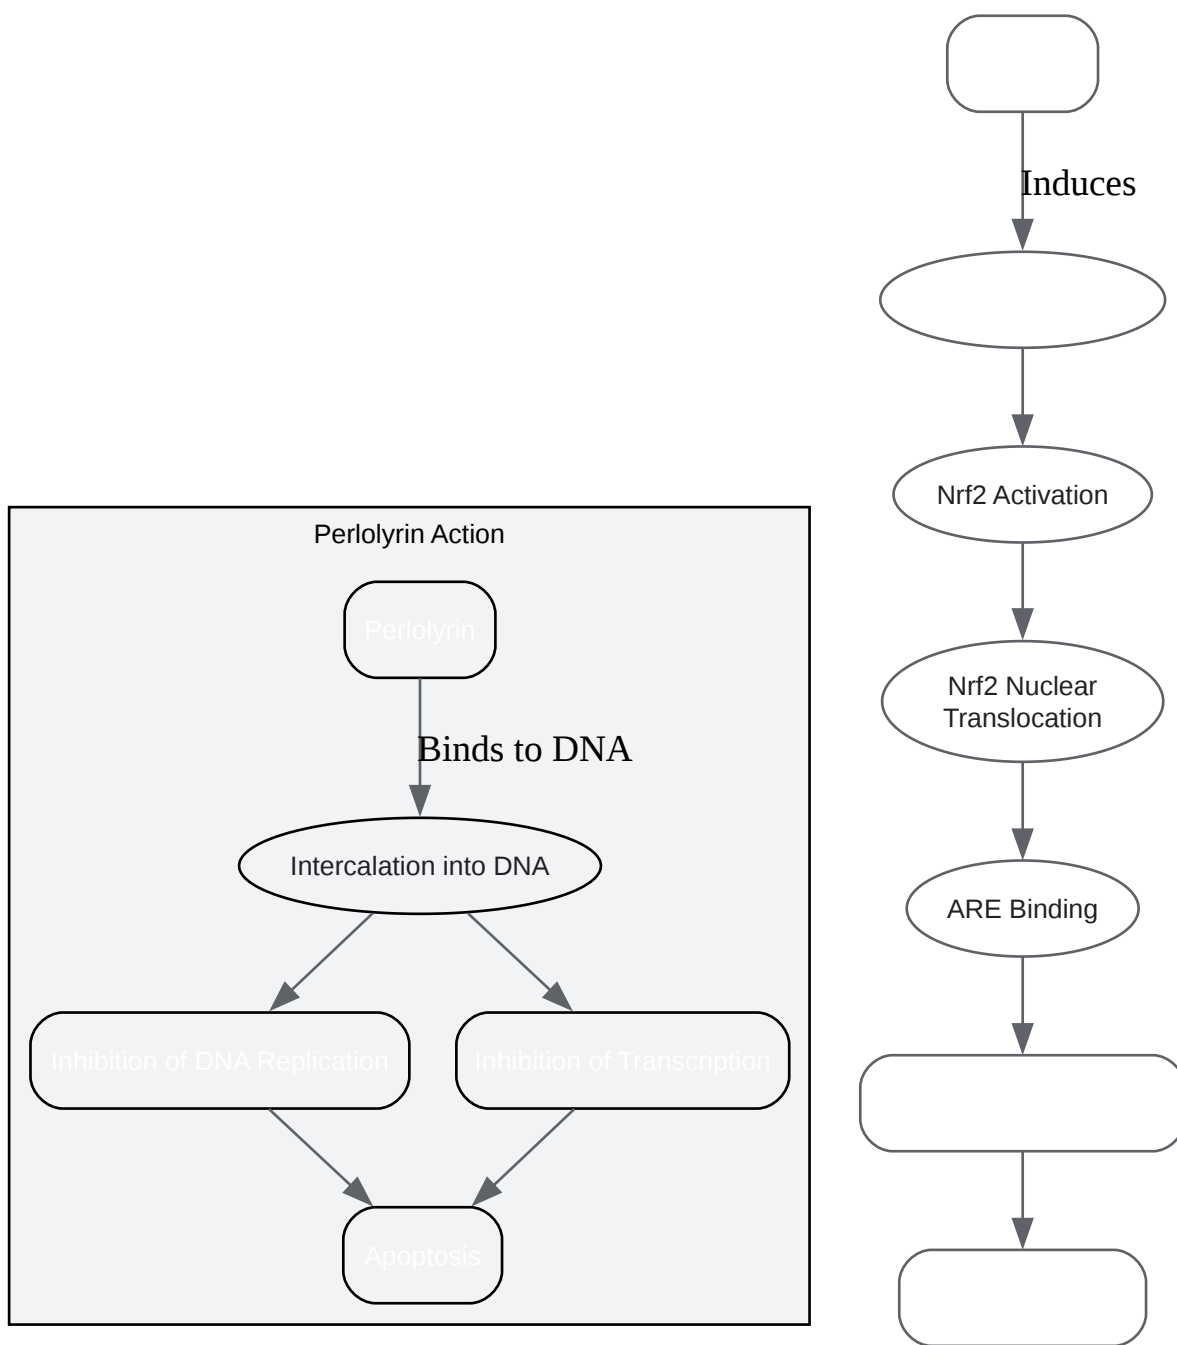 Induces
Nrf2 Activation
Nrf2 Nuclear
Translocation
ARE Binding
Perlolyrin Action
Perlolyrin
Binds to DNA
Intercalation into DNA
Inhibition of DNA Replication
Inhibition of Transcription
Apoptosis